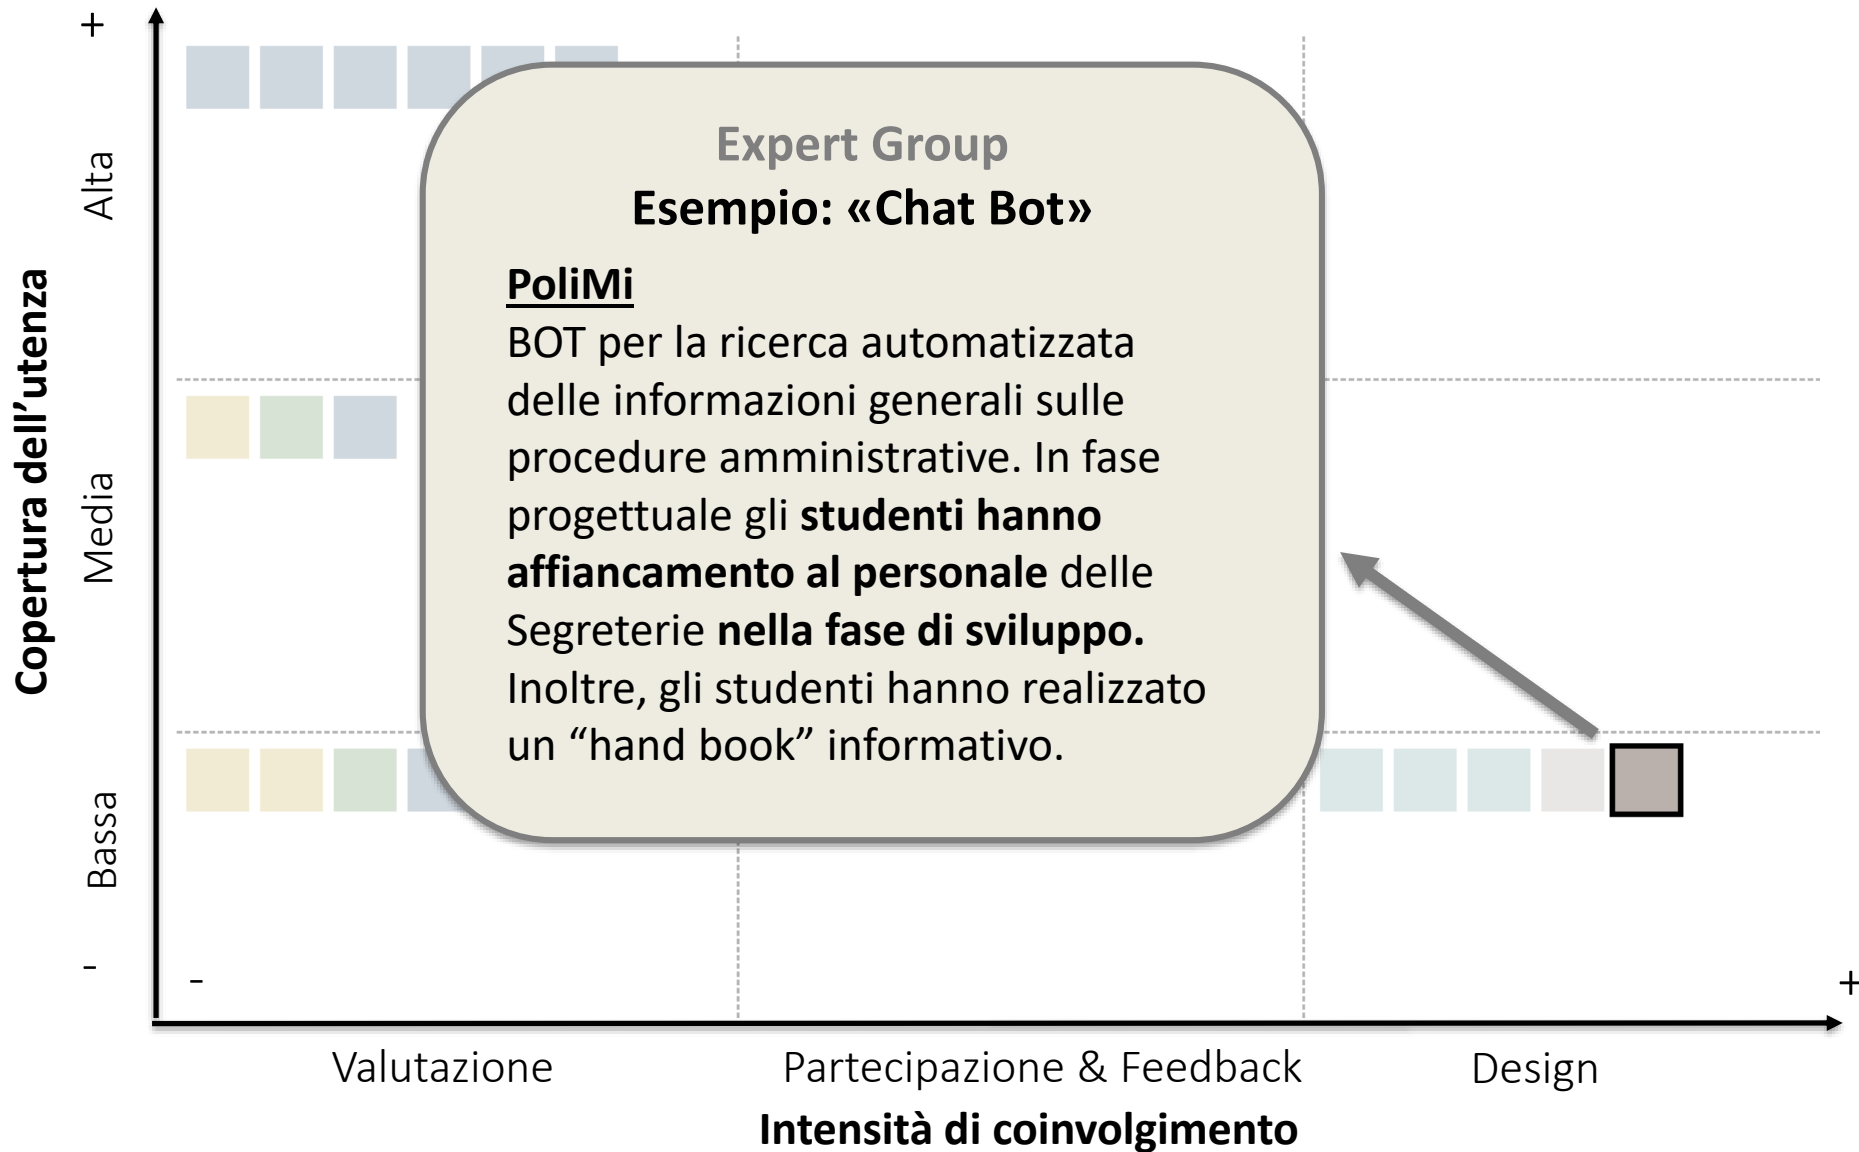 +
Alta
Media
Bassa
-
Copertura dell’utenza
Expert Group
Esempio: «Chat Bot»
PoliMi
BOT per la ricerca automatizzata
delle informazioni generali sulle
procedure amministrative. In fase
progettuale gli studenti hanno
affiancamento al personale delle
Segreterie nella fase di sviluppo.
Inoltre, gli studenti hanno realizzato
un “hand book” informativo.
-
+
Valutazione
Partecipazione & Feedback
Design
Intensità di coinvolgimento